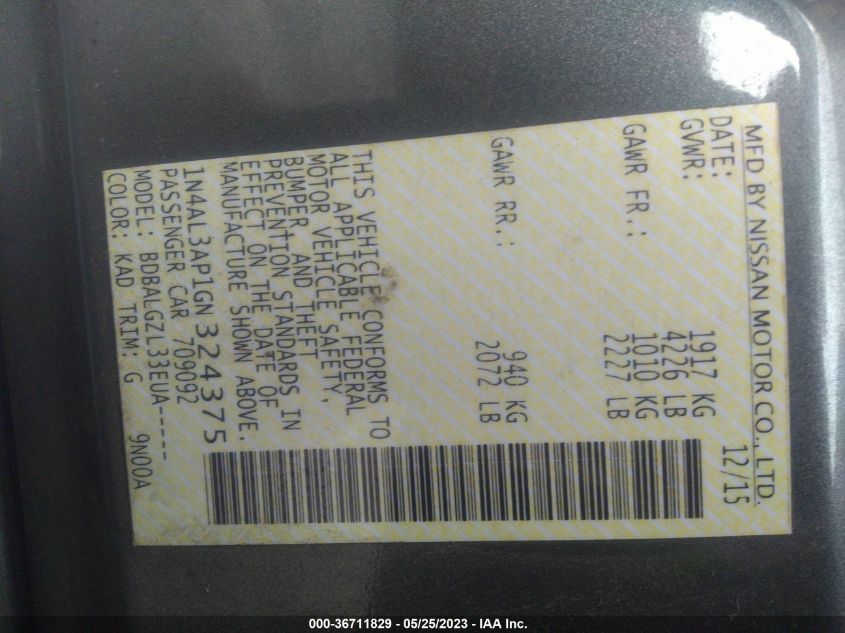 MFD BY NISSAN MOTOR CO., LTD.
DATE: 12/15
GVWR: 1917 KG
4226 LB
GAWR FR.: 1010 KG
2227 LB
GAWR RR.: 940 KG
2072 LB
THIS VEHICLE CONFORMS TO
ALL APPLICABLE FEDERAL
MOTOR VEHICLE SAFETY,
BUMPER, AND THEFT
PREVENTION STANDARDS IN
EFFECT ON THE DATE OF
MANUFACTURE SHOWN ABOVE.
1N4AL3AP1GN324375
PASSENGER CAR 709092
MODEL: BDBALGZL33EUA-----
COLOR: KAD TRIM: G 9N00A
000-36711829 - 05/25/2023 - IAA Inc.